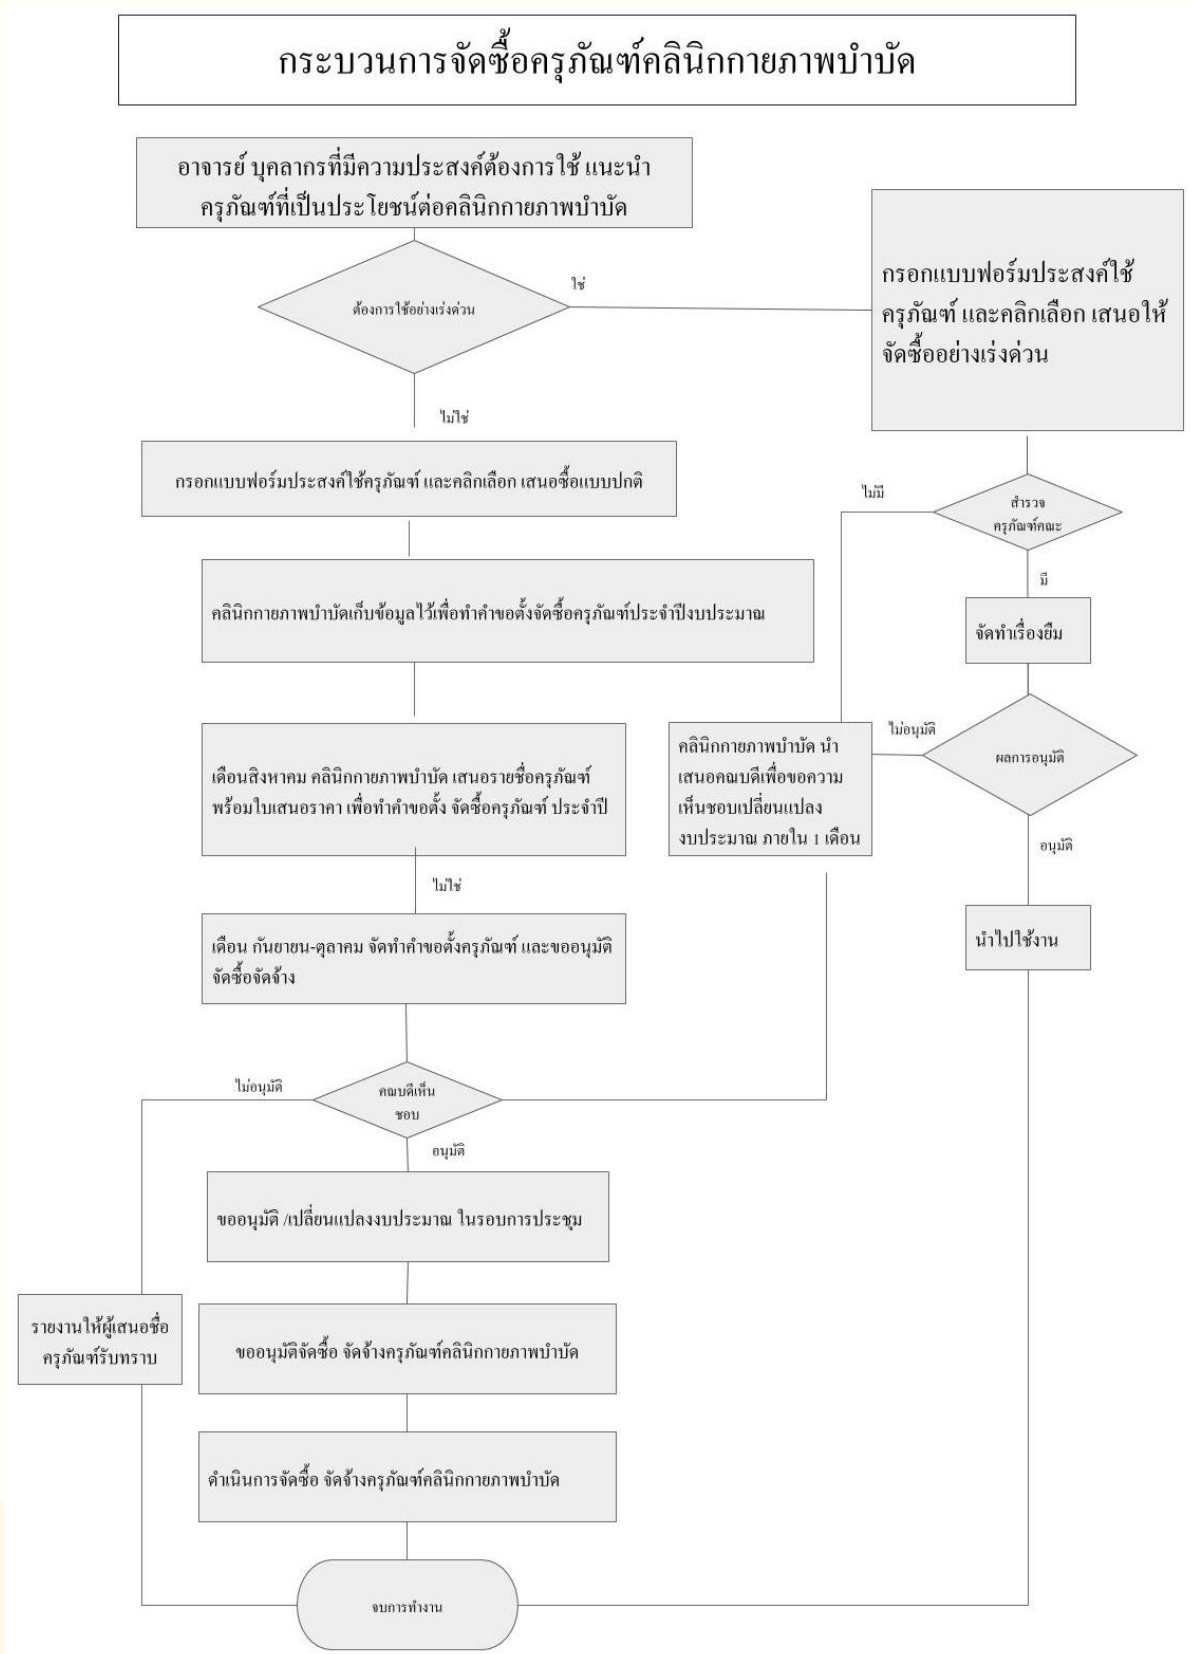 กระบวนการจัดซื้อครุภัณฑ์คลินิกกายภาพบำบัด
อาจารย์ บุคลากรที่มีความประสงค์ต้องการใช้ แนะนำ
ครุภัณฑ์ที่เป็นประโยชน์ต่อคลินิกกายภาพบำบัด
ต้องการใช้อย่างเร่งด่วน
ใช่
กรอกแบบฟอร์มประสงค์ใช้
ครุภัณฑ์ และคลิกเลือก เสนอให้
จัดซื้ออย่างเร่งด่วน
ไม่ใช่
กรอกแบบฟอร์มประสงค์ใช้ครุภัณฑ์ และคลิกเลือก เสนอซื้อแบบปกติ
ไม่มี
สำรวจ
ครุภัณฑ์คณะ
มี
คลินิกกายภาพบำบัดเก็บข้อมูลไว้เพื่อทำคำขอตั้งจัดซื้อครุภัณฑ์ประจำปีงบประมาณ
จัดทำเรื่องยืม
เดือนสิงหาคม คลินิกกายภาพบำบัด เสนอรายชื่อครุภัณฑ์
พร้อมใบเสนอราคา เพื่อทำคำขอตั้ง จัดซื้อครุภัณฑ์ ประจำปี
คลินิกกายภาพบำบัด นำ
เสนอคณบดีเพื่อขอความ
เห็นชอบเปลี่ยนแปลง
งบประมาณ ภายใน 1 เดือน
ไม่อนุมัติ
ผลการอนุมัติ
อนุมัติ
ไม่ใช่
เดือน กันยายน-ตุลาคม จัดทำคำขอตั้งครุภัณฑ์ และขออนุมัติ
จัดซื้อจัดจ้าง
นำไปใช้งาน
ไม่อนุมัติ
คณบดีเห็น
ชอบ
อนุมัติ
ขออนุมัติ /เปลี่ยนแปลงงบประมาณ ในรอบการประชุม
รายงานให้ผู้เสนอชื่อ
ครุภัณฑ์รับทราบ
ขออนุมัติจัดซื้อ จัดจ้างครุภัณฑ์คลินิกกายภาพบำบัด
ดำเนินการจัดซื้อ จัดจ้างครุภัณฑ์คลินิกกายภาพบำบัด
จบการทำงาน